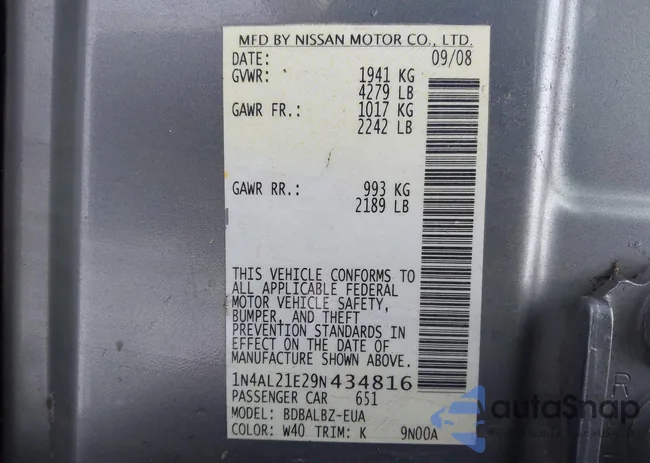 MFD BY NISSAN MOTOR CO., LTD.
DATE: 09/08
GVWR: 1941 KG
4279 LB
GAWR FR.: 1017 KG
2242 LB
GAWR RR.: 993 KG
2189 LB
THIS VEHICLE CONFORMS TO
ALL APPLICABLE FEDERAL
MOTOR VEHICLE SAFETY,
BUMPER, AND THEFT
PREVENTION STANDARDS IN
EFFECT ON THE DATE OF
MANUFACTURE SHOWN ABOVE.
1N4AL21E29N434816
PASSENGER CAR 651
MODEL: BDBALBZ-EUA
COLOR: W40 TRIM: K 9N00A
AutoSnap
R